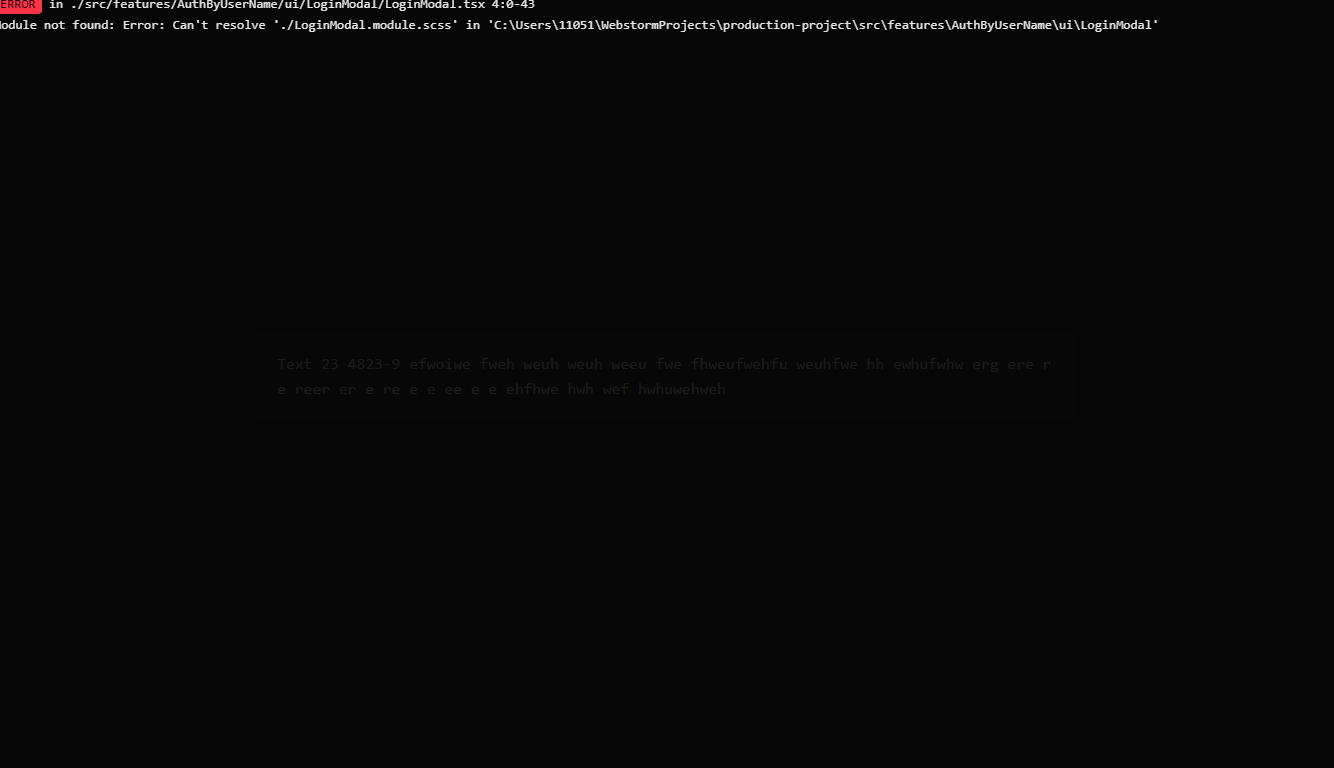 ERROR in ./src/features/AuthByUserName/ui/LoginModal/LoginModal.tsx 4:0-43
Module not found: Error: Can't resolve './LoginModal.module.scss' in 'C:\Users\11051\WebstormProjects\production-project\src\features\AuthByUserName\ui\LoginModal'
Text 23 4823-9 efwoiwe fweh weuh weuh weeu fwe fhweufwehfu weuhfwe hh ewhufwhw erg ere r
e reer er e re e e ee e e ehfhwe hwh wef hwhuwehweh